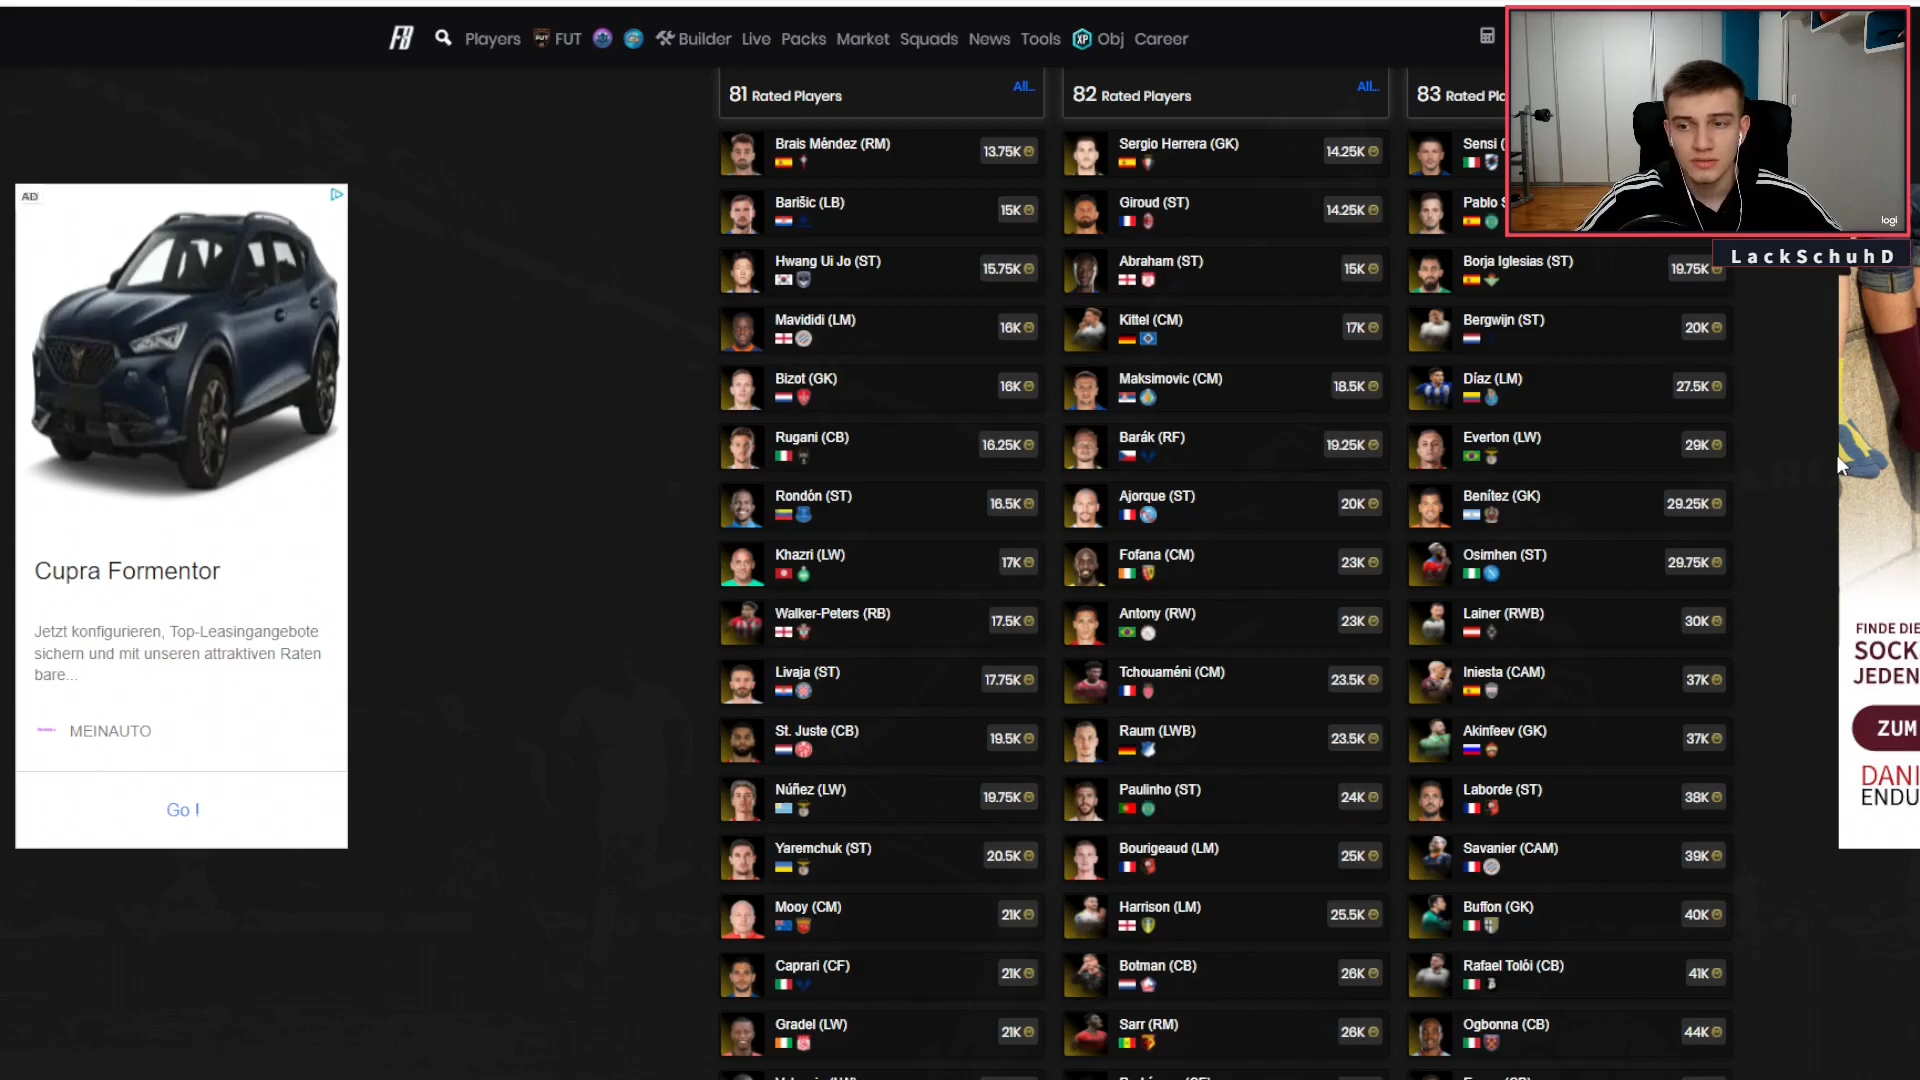 FB Players FUT Builder Live Packs Market Squads News Tools XP Obj Career
81 Rated Players All...
Brais Méndez (RM) 13.75K
Barišic (LB) 15K
Hwang Ui Jo (ST) 15.75K
Mavididi (LM) 16K
Bizot (GK) 16K
Rugani (CB) 16.25K
Rondón (ST) 16.5K
Khazri (LW) 17K
Walker-Peters (RB) 17.5K
Livaja (ST) 17.75K
St. Juste (CB) 19.5K
Núñez (LW) 19.75K
Yaremchuk (ST) 20.5K
Mooy (CM) 21K
Caprari (CF) 21K
Gradel (LW) 21K
82 Rated Players All...
Sergio Herrera (GK) 14.25K
Giroud (ST) 14.25K
Abraham (ST) 15K
Kittel (CM) 17K
Maksimovic (CM) 18.5K
Barák (RF) 19.25K
Ajorque (ST) 20K
Fofana (CM) 23K
Antony (RW) 23K
Tchouaméni (CM) 23.5K
Raum (LWB) 23.5K
Paulinho (ST) 24K
Bourigeaud (LM) 25K
Harrison (LM) 25.5K
Botman (CB) 26K
Sarr (RM) 26K
83 Rated
Sensi
Pablo
Borja Iglesias (ST) 19.75K
Bergwijn (ST) 20K
Díaz (LM) 27.5K
Everton (LW) 29K
Benítez (GK) 29.25K
Osimhen (ST) 29.75K
Lainer (RWB) 30K
Iniesta (CAM) 37K
Akinfeev (GK) 37K
Laborde (ST) 38K
Savanier (CAM) 39K
Buffon (GK) 40K
Rafael Tolói (CB) 41K
Ogbonna (CB) 44K
logi
LackSchuhD
AD
Cupra Formentor
Jetzt konfigurieren, Top-Leasingangebote
sichern und mit unseren attraktiven Raten
bare...
MEINAUTO
Go !
FINDE DIE
SOCK
JEDEN
ZUM
DANI
ENDU